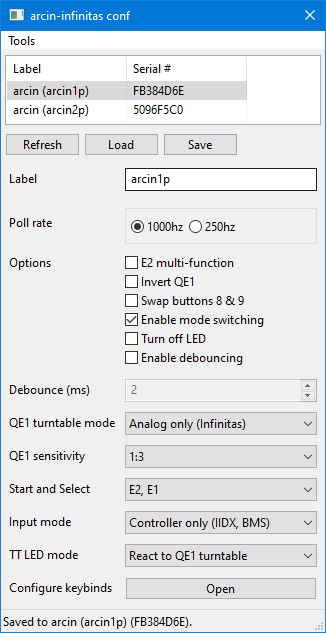 arcin-infinitas conf
Tools
Label Serial #
arcin (arcin1p) FB384D6E
arcin (arcin2p) 5096F5C0
Refresh Load Save
Label arcin1p
Poll rate 1000hz 250hz
Options E2 multi-function
Invert QE1
Swap buttons 8 & 9
Enable mode switching
Turn off LED
Enable debouncing
Debounce (ms) 2
QE1 turntable mode Analog only (Infinitas)
QE1 sensitivity 1:3
Start and Select E2, E1
Input mode Controller only (IIDX, BMS)
TT LED mode React to QE1 turntable
Configure keybinds Open
Saved to arcin (arcin1p) (FB384D6E).